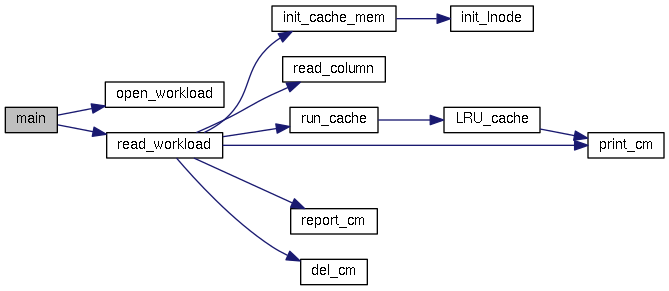 main
open_workload
read_workload
init_cache_mem
init_lnode
read_column
run_cache
LRU_cache
print_cm
report_cm
del_cm